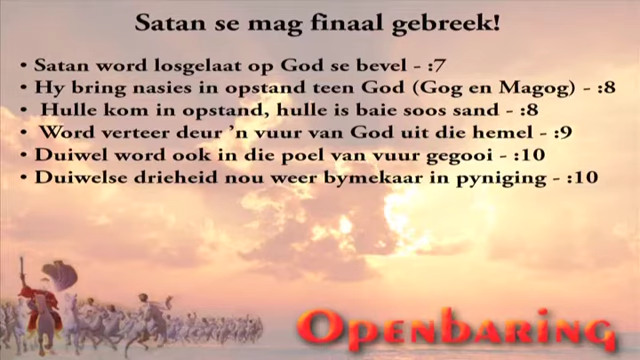 Satan se mag finaal gebreek!
• Satan word losgelaat op God se bevel - :7
• Hy bring nasies in opstand teen God (Gog en Magog) - :8
• Hulle kom in opstand, hulle is baie soos sand - :8
• Word verteer deur ’n vuur van God uit die hemel - :9
• Duiwel word ook in die poel van vuur gegooi - :10
• Duiwelse drieheid nou weer bymekaar in pyniging - :10
Openbaring